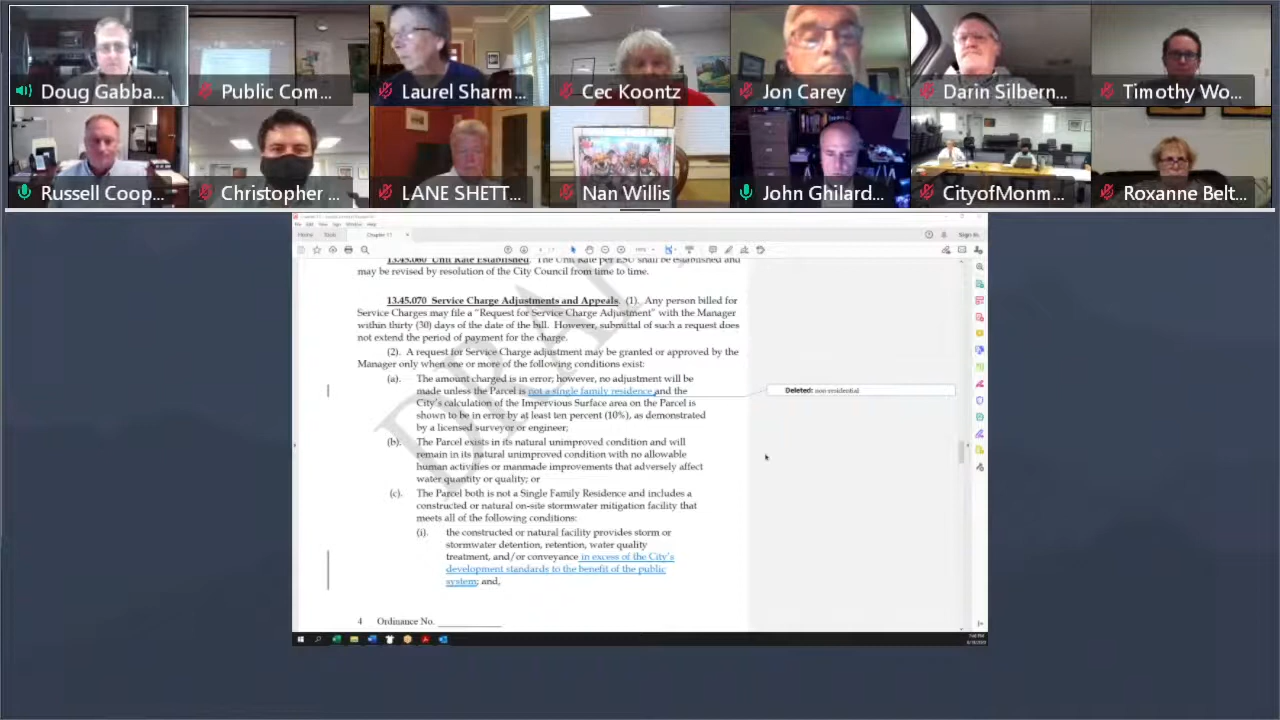 Doug Gabba...
Public Com...
Laurel Sharm...
Cec Koontz
Jon Carey
Darin Silbern...
Timothy Wo...
Russell Coop...
Christopher ...
LANE SHETT...
Nan Willis
John Ghilard...
CityofMonm...
Roxanne Belt...
Home Tools Chapter 11 Sign In
13.45.060 Unit Rate Established. The Unit Rate per ESU shall be established and
may be revised by resolution of the City Council from time to time.
13.45.070 Service Charge Adjustments and Appeals. (1). Any person billed for
Service Charges may file a "Request for Service Charge Adjustment" with the Manager
within thirty (30) days of the date of the bill. However, submittal of such a request does
not extend the period of payment for the charge.
(2). A request for Service Charge adjustment may be granted or approved by the
Manager only when one or more of the following conditions exist:
(a). The amount charged is in error; however, no adjustment will be
made unless the Parcel is not a single family residence and the
City's calculation of the Impervious Surface area on the Parcel is
shown to be in error by at least ten percent (10%), as demonstrated
by a licensed surveyor or engineer;
(b). The Parcel exists in its natural unimproved condition and will
remain in its natural unimproved condition with no allowable
human activities or manmade improvements that adversely affect
water quantity or quality; or
(c). The Parcel both is not a Single Family Residence and includes a
constructed or natural on-site stormwater mitigation facility that
meets all of the following conditions:
(i). the constructed or natural facility provides storm or
stormwater detention, retention, water quality
treatment, and/or conveyance in excess of the City's
development standards to the benefit of the public
system; and,
4 Ordinance No. ___________
Deleted: non-residential
DRAFT